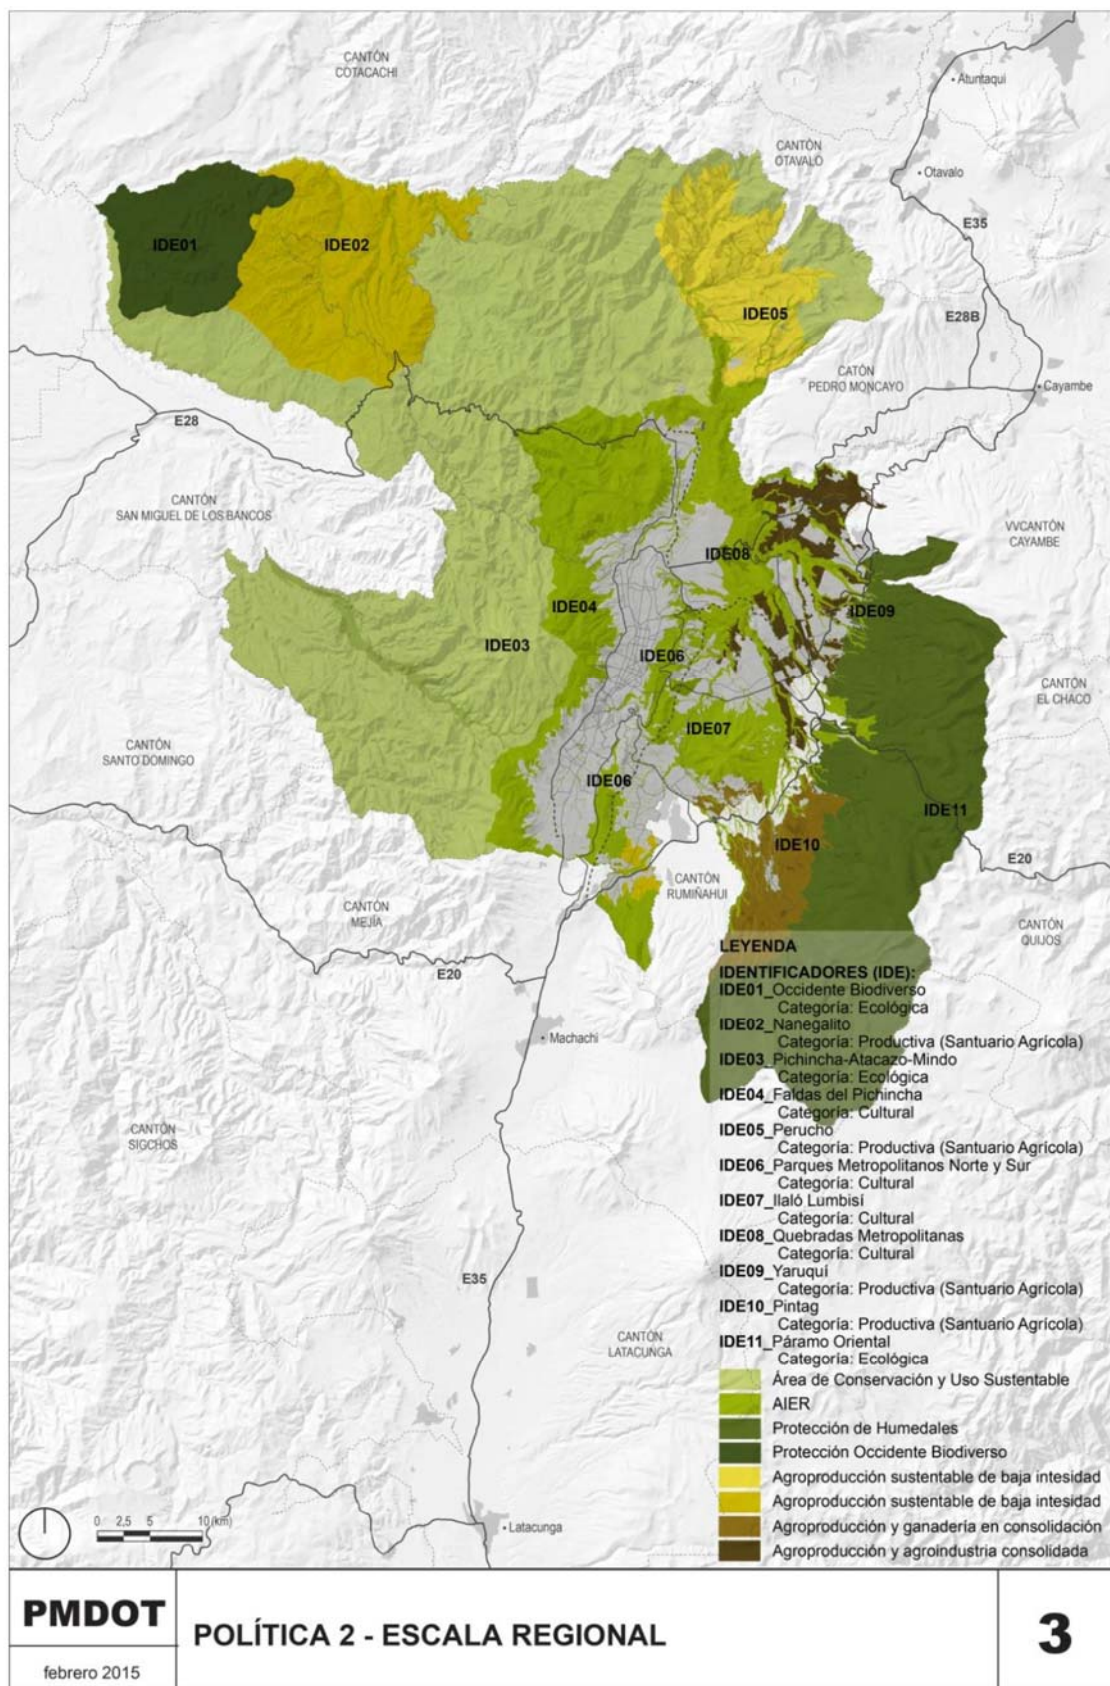 CANTÓN
COTACACHI
Atuntaqui
CANTÓN
OTAVALO
Otavalo
E35
IDE01
IDE02
IDE05
E28B
CATÓN
PEDRO MONCAYO
Cayambe
E28
CANTÓN
SAN MIGUEL DE LOS BANCOS
VVCANTÓN
CAYAMBE
IDE08
IDE04
IDE09
IDE03
IDE06
CANTÓN
EL CHACO
IDE07
CANTÓN
SANTO DOMINGO
IDE06
IDE11
IDE10
E20
CANTÓN
RUMIÑAHUI
CANTÓN
MEJÍA
CANTÓN
QUIJOS
E20
Machachi
CANTÓN
SIGCHOS
E35
CANTÓN
LATACUNGA
Latacunga
LEYENDA
IDENTIFICADORES (IDE):
IDE01_Occidente Biodiverso
Categoría: Ecológica
IDE02_Nanegalito
Categoría: Productiva (Santuario Agrícola)
IDE03_Pichincha-Atacazo-Mindo
Categoría: Ecológica
IDE04_Faldas del Pichincha
Categoría: Cultural
IDE05_Perucho
Categoría: Productiva (Santuario Agrícola)
IDE06_Parques Metropolitanos Norte y Sur
Categoría: Cultural
IDE07_Ilaló Lumbisí
Categoría: Cultural
IDE08_Quebradas Metropolitanas
Categoría: Cultural
IDE09_Yaruquí
Categoría: Productiva (Santuario Agrícola)
IDE10_Pintag
Categoría: Productiva (Santuario Agrícola)
IDE11_Páramo Oriental
Categoría: Ecológica
Área de Conservación y Uso Sustentable
AIER
Protección de Humedales
Protección Occidente Biodiverso
Agroproducción sustentable de baja intesidad
Agroproducción sustentable de baja intesidad
Agroproducción y ganadería en consolidación
Agroproducción y agroindustria consolidada
0 2,5 5 10 (km)
PMDOT
febrero 2015
POLÍTICA 2 - ESCALA REGIONAL
3